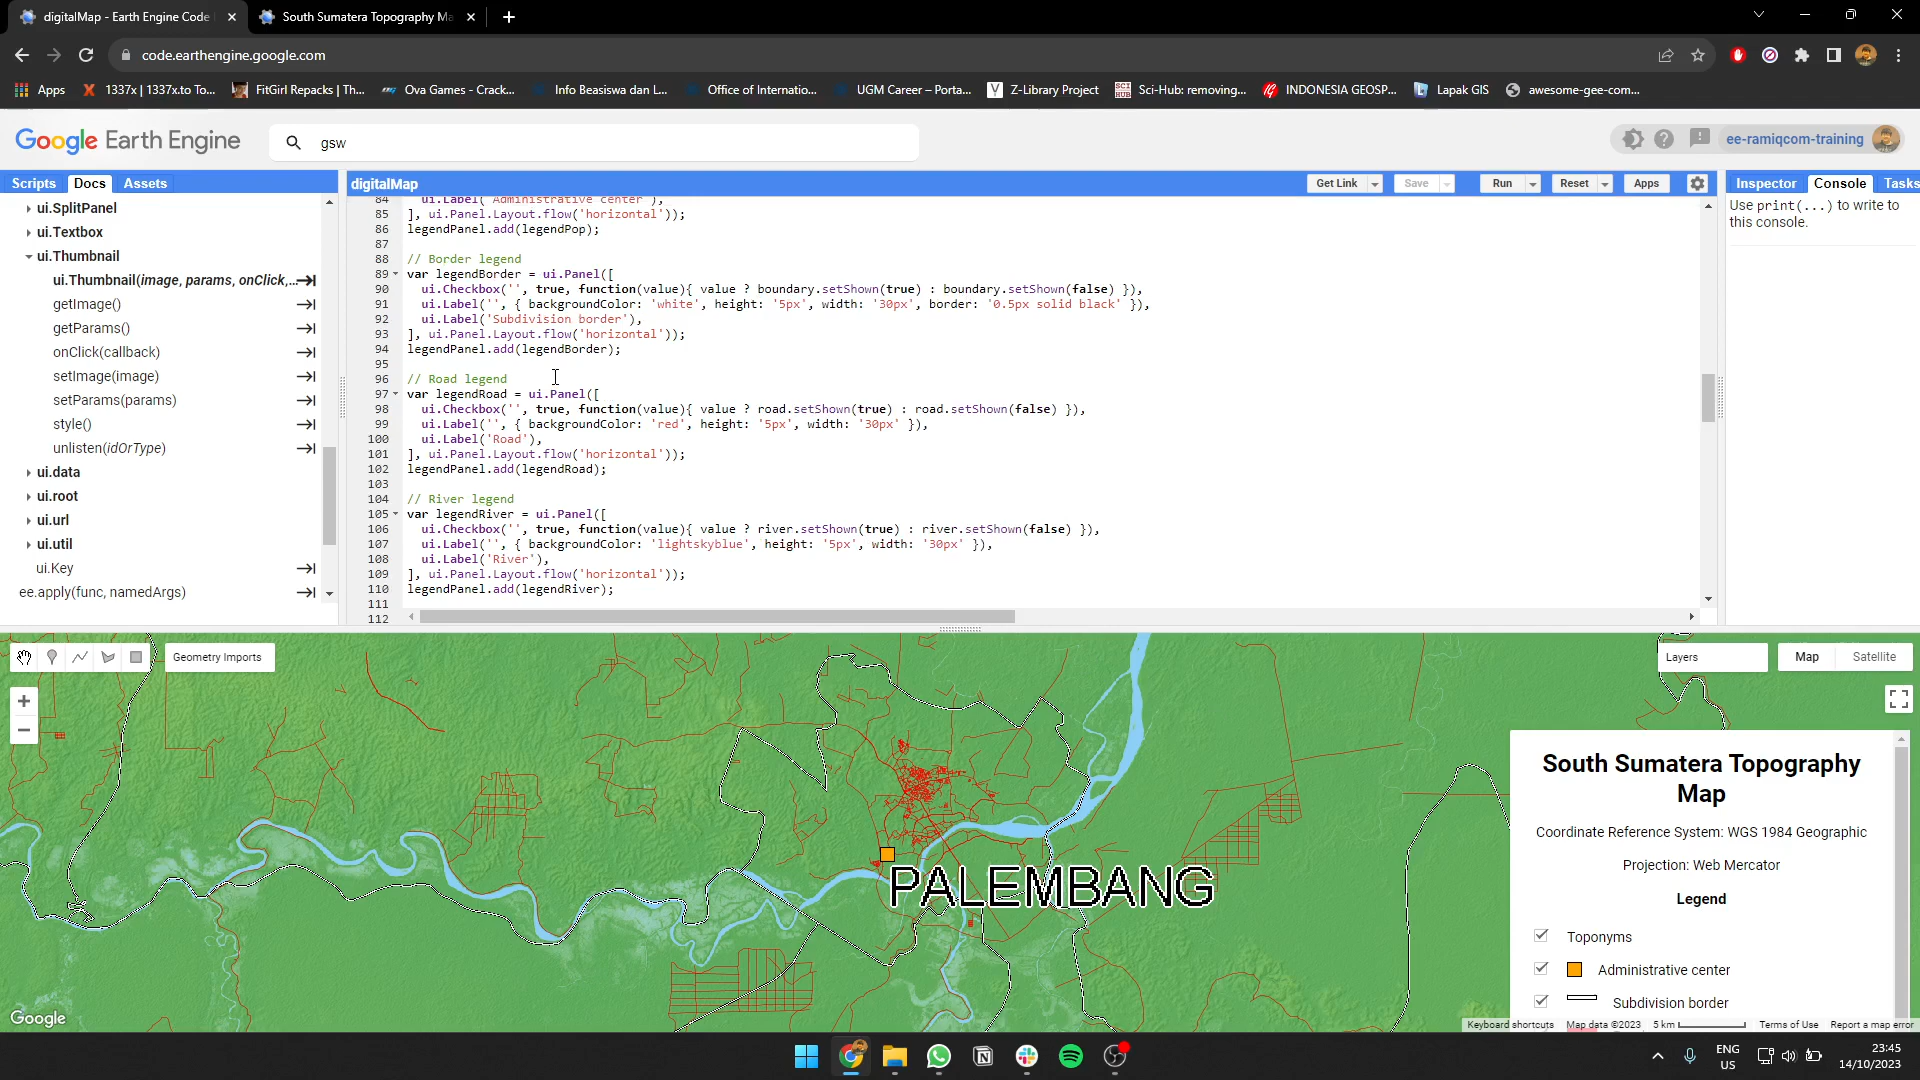 digitalMap - Earth Engine Code
South Sumatera Topography Ma
code.earthengine.google.com
Apps
1337x | 1337x.to To...
FitGirl Repacks | Th...
Ova Games - Crack...
Info Beasiswa dan L...
Office of Internatio...
UGM Career – Porta...
Z-Library Project
Sci-Hub: removing...
INDONESIA GEOSP...
Lapak GIS
awesome-gee-com...
Google Earth Engine
gsw
ee-ramiqcom-training
Scripts Docs Assets
ui.SplitPanel
ui.Textbox
ui.Thumbnail
ui.Thumbnail(image, params, onClick,...
getImage()
getParams()
onClick(callback)
setImage(image)
setParams(params)
style()
unlisten(idOrType)
ui.data
ui.root
ui.url
ui.util
ui.Key
ee.apply(func, namedArgs)
digitalMap
Get Link Save Run Reset Apps
84 ui.Label('Administrative center'),
85 ], ui.Panel.Layout.flow('horizontal'));
86 legendPanel.add(legendPop);
87
88 // Border legend
89 var legendBorder = ui.Panel([
90 ui.Checkbox('', true, function(value){ value ? boundary.setShown(true) : boundary.setShown(false) }),
91 ui.Label('', { backgroundColor: 'white', height: '5px', width: '30px', border: '0.5px solid black' }),
92 ui.Label('Subdivision border'),
93 ], ui.Panel.Layout.flow('horizontal'));
94 legendPanel.add(legendBorder);
95
96 // Road legend
97 var legendRoad = ui.Panel([
98 ui.Checkbox('', true, function(value){ value ? road.setShown(true) : road.setShown(false) }),
99 ui.Label('', { backgroundColor: 'red', height: '5px', width: '30px' }),
100 ui.Label('Road'),
101 ], ui.Panel.Layout.flow('horizontal'));
102 legendPanel.add(legendRoad);
103
104 // River legend
105 var legendRiver = ui.Panel([
106 ui.Checkbox('', true, function(value){ value ? river.setShown(true) : river.setShown(false) }),
107 ui.Label('', { backgroundColor: 'lightskyblue', height: '5px', width: '30px' }),
108 ui.Label('River'),
109 ], ui.Panel.Layout.flow('horizontal'));
110 legendPanel.add(legendRiver);
111
112
Inspector Console Tasks
Use print(...) to write to
this console.
Geometry Imports
Layers
Map Satellite
PALEMBANG
South Sumatera Topography
Map
Coordinate Reference System: WGS 1984 Geographic
Projection: Web Mercator
Legend
Toponyms
Administrative center
Subdivision border
Google
Keyboard shortcuts Map data ©2023 5 km Terms of Use Report a map error
ENG
US
23:45
14/10/2023